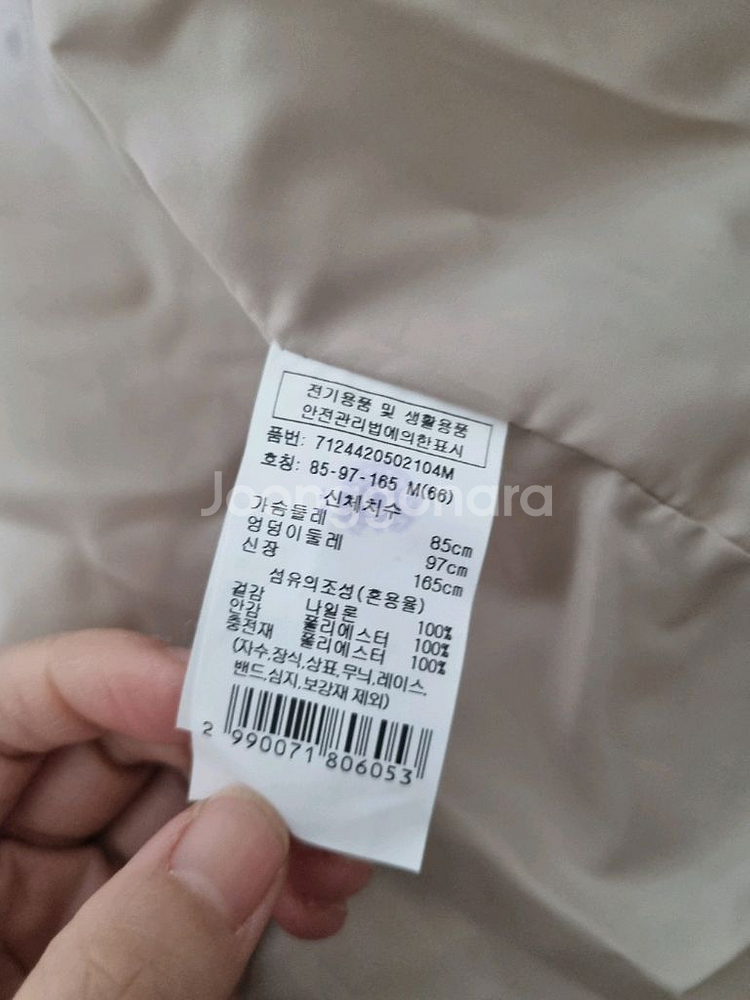 전기용품 및 생활용품
안전관리법에의한표시
품번: 7124420502104M
호칭: 85-97-165 M(66)
Joonggonara
신체치수
가슴둘레 85cm
엉덩이둘레 97cm
신장 165cm
섬유의조성(혼용율)
겉감 나일론 100%
안감 폴리에스터 100%
충전재 폴리에스터 100%
(자수,장식,상표,무늬,레이스,
밴드,심지,보강재 제외)
2 990071 806053